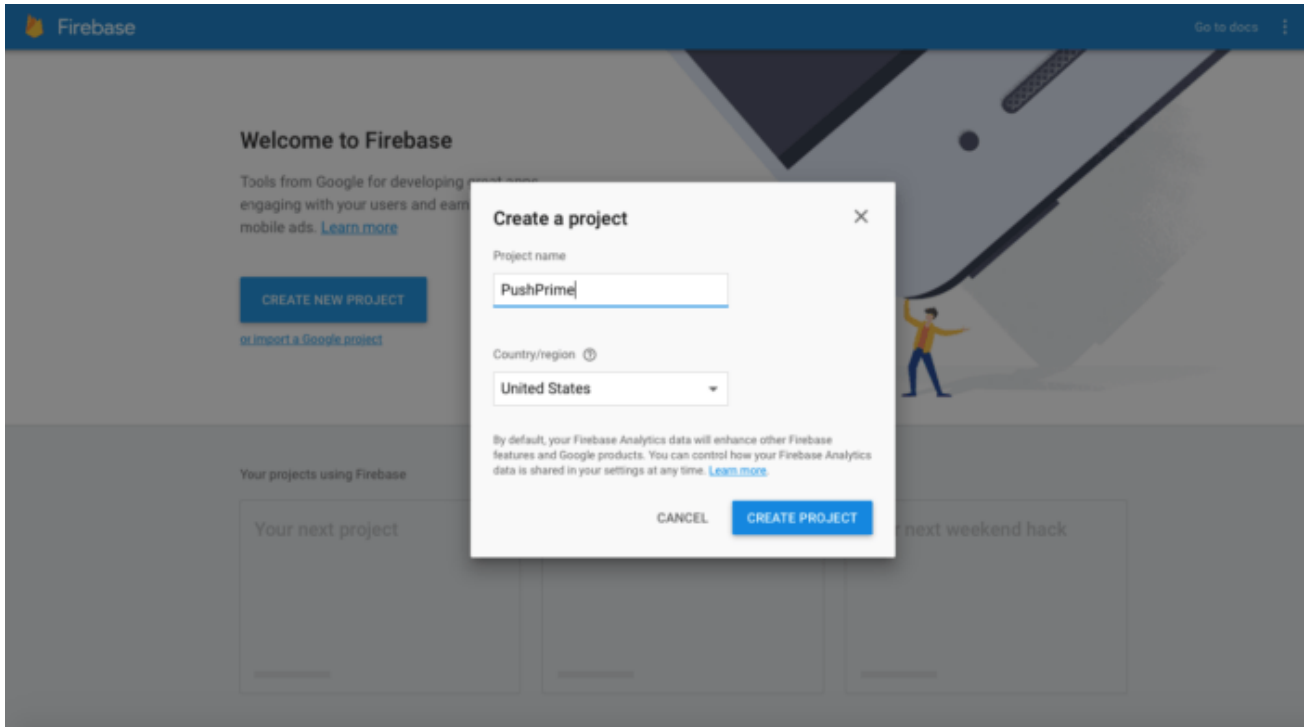 Firebase
Go to docs
Welcome to Firebase
Tools from Google for developing great apps,
engaging with your users and earn
mobile ads. Learn more
CREATE NEW PROJECT
or import a Google project
Create a project
Project name
PushPrime
Country/region
United States
By default, your Firebase Analytics data will enhance other Firebase
features and Google products. You can control how your Firebase Analytics
data is shared in your settings at any time. Learn more.
CANCEL
CREATE PROJECT
Your projects using Firebase
Your next project
next weekend hack